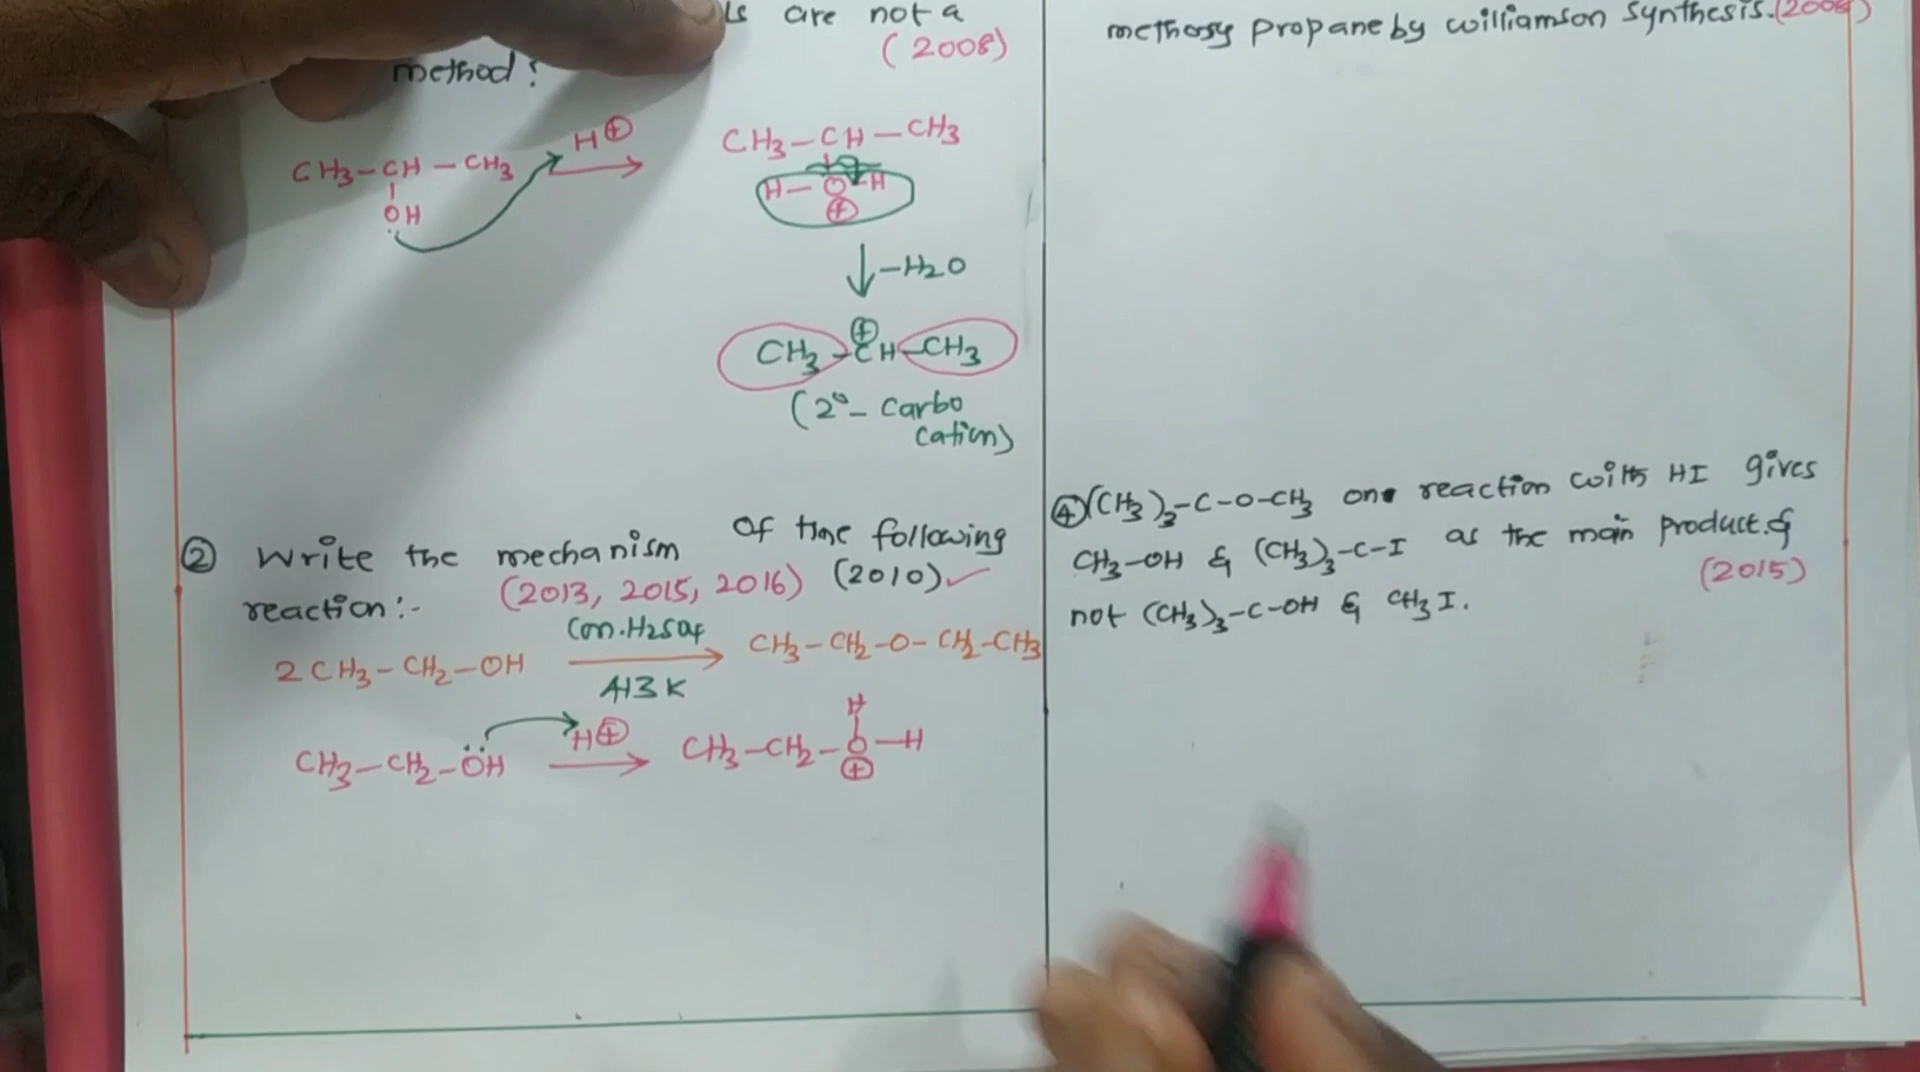 are not a
(2008)
method?
CH3-CH-CH3
OH
H⊕
CH3-CH-CH3
H-O-H
⊕
-H2O
⊕
CH3-CH-CH3
(2°- carbo
cation)
② Write the mechanism of the following
reaction:- (2013, 2015, 2016) (2010)✓
Con.H2SO4
2CH3-CH2-OH → CH3-CH2-O-CH2-CH3
413K
H
CH3-CH2-ÖH H⊕ → CH3-CH2-O-H
⊕
methoxy propane by williamson synthesis.(2008)
④ (CH3)3-C-O-CH3 on reaction with HI gives
CH3-OH & (CH3)3-C-I as the main product &
(2015)
not (CH3)3-C-OH & CH3I.